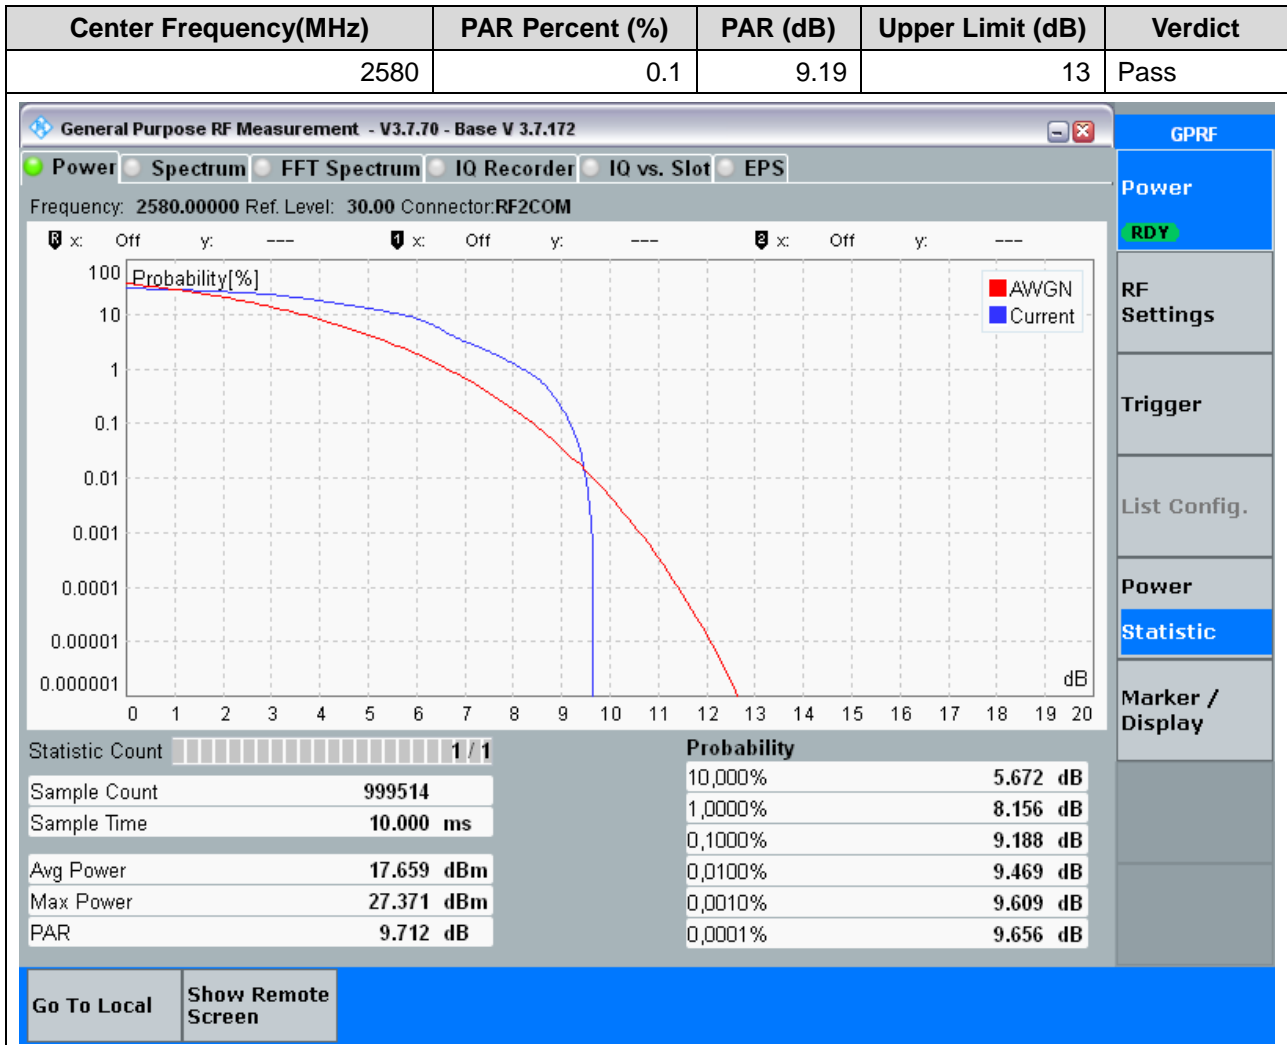 Center Frequency(MHz) PAR Percent (%) PAR (dB) Upper Limit (dB) Verdict
2580 0.1 9.19 13 Pass
General Purpose RF Measurement - V3.7.70 - Base V 3.7.172
GPRF
Power Spectrum FFT Spectrum IQ Recorder IQ vs. Slot EPS
Power
RDY
Frequency: 2580.00000 Ref. Level: 30.00 Connector:RF2COM
R x: Off y: --- 1 x: Off y: --- 2 x: Off y: ---
Probability[%]
AWGN
Current
100
10
1
0.1
0.01
0.001
0.0001
0.00001
0.000001
dB
0 1 2 3 4 5 6 7 8 9 10 11 12 13 14 15 16 17 18 19 20
RF
Settings
Trigger
List Config.
Power
Statistic
Marker /
Display
Statistic Count 1 / 1
Sample Count 999514
Sample Time 10.000 ms
Avg Power 17.659 dBm
Max Power 27.371 dBm
PAR 9.712 dB
Probability
10,000% 5.672 dB
1,0000% 8.156 dB
0,1000% 9.188 dB
0,0100% 9.469 dB
0,0010% 9.609 dB
0,0001% 9.656 dB
Go To Local
Show Remote
Screen